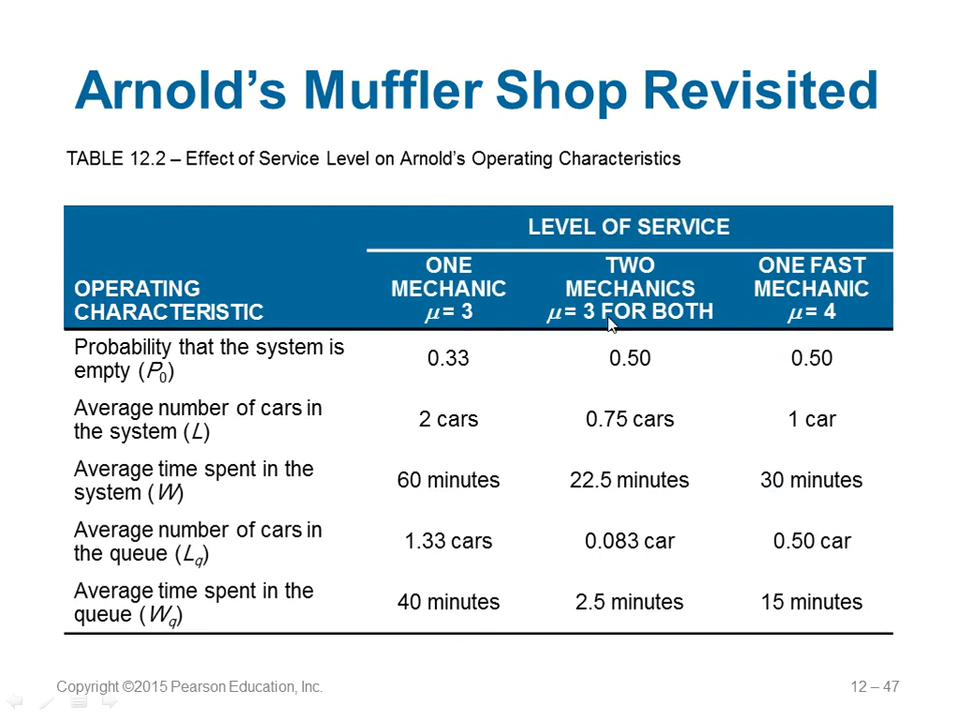 Arnold's Muffler Shop Revisited
TABLE 12.2 – Effect of Service Level on Arnold's Operating Characteristics
LEVEL OF SERVICE
OPERATING CHARACTERISTIC
ONE MECHANIC μ = 3
TWO MECHANICS μ = 3 FOR BOTH
ONE FAST MECHANIC μ = 4
Probability that the system is
empty (P0)
0.33
0.50
0.50
Average number of cars in
the system (L)
2 cars
0.75 cars
1 car
Average time spent in the
system (W)
60 minutes
22.5 minutes
30 minutes
Average number of cars in
the queue (Lq)
1.33 cars
0.083 car
0.50 car
Average time spent in the
queue (Wq)
40 minutes
2.5 minutes
15 minutes
Copyright ©2015 Pearson Education, Inc.
12 – 47